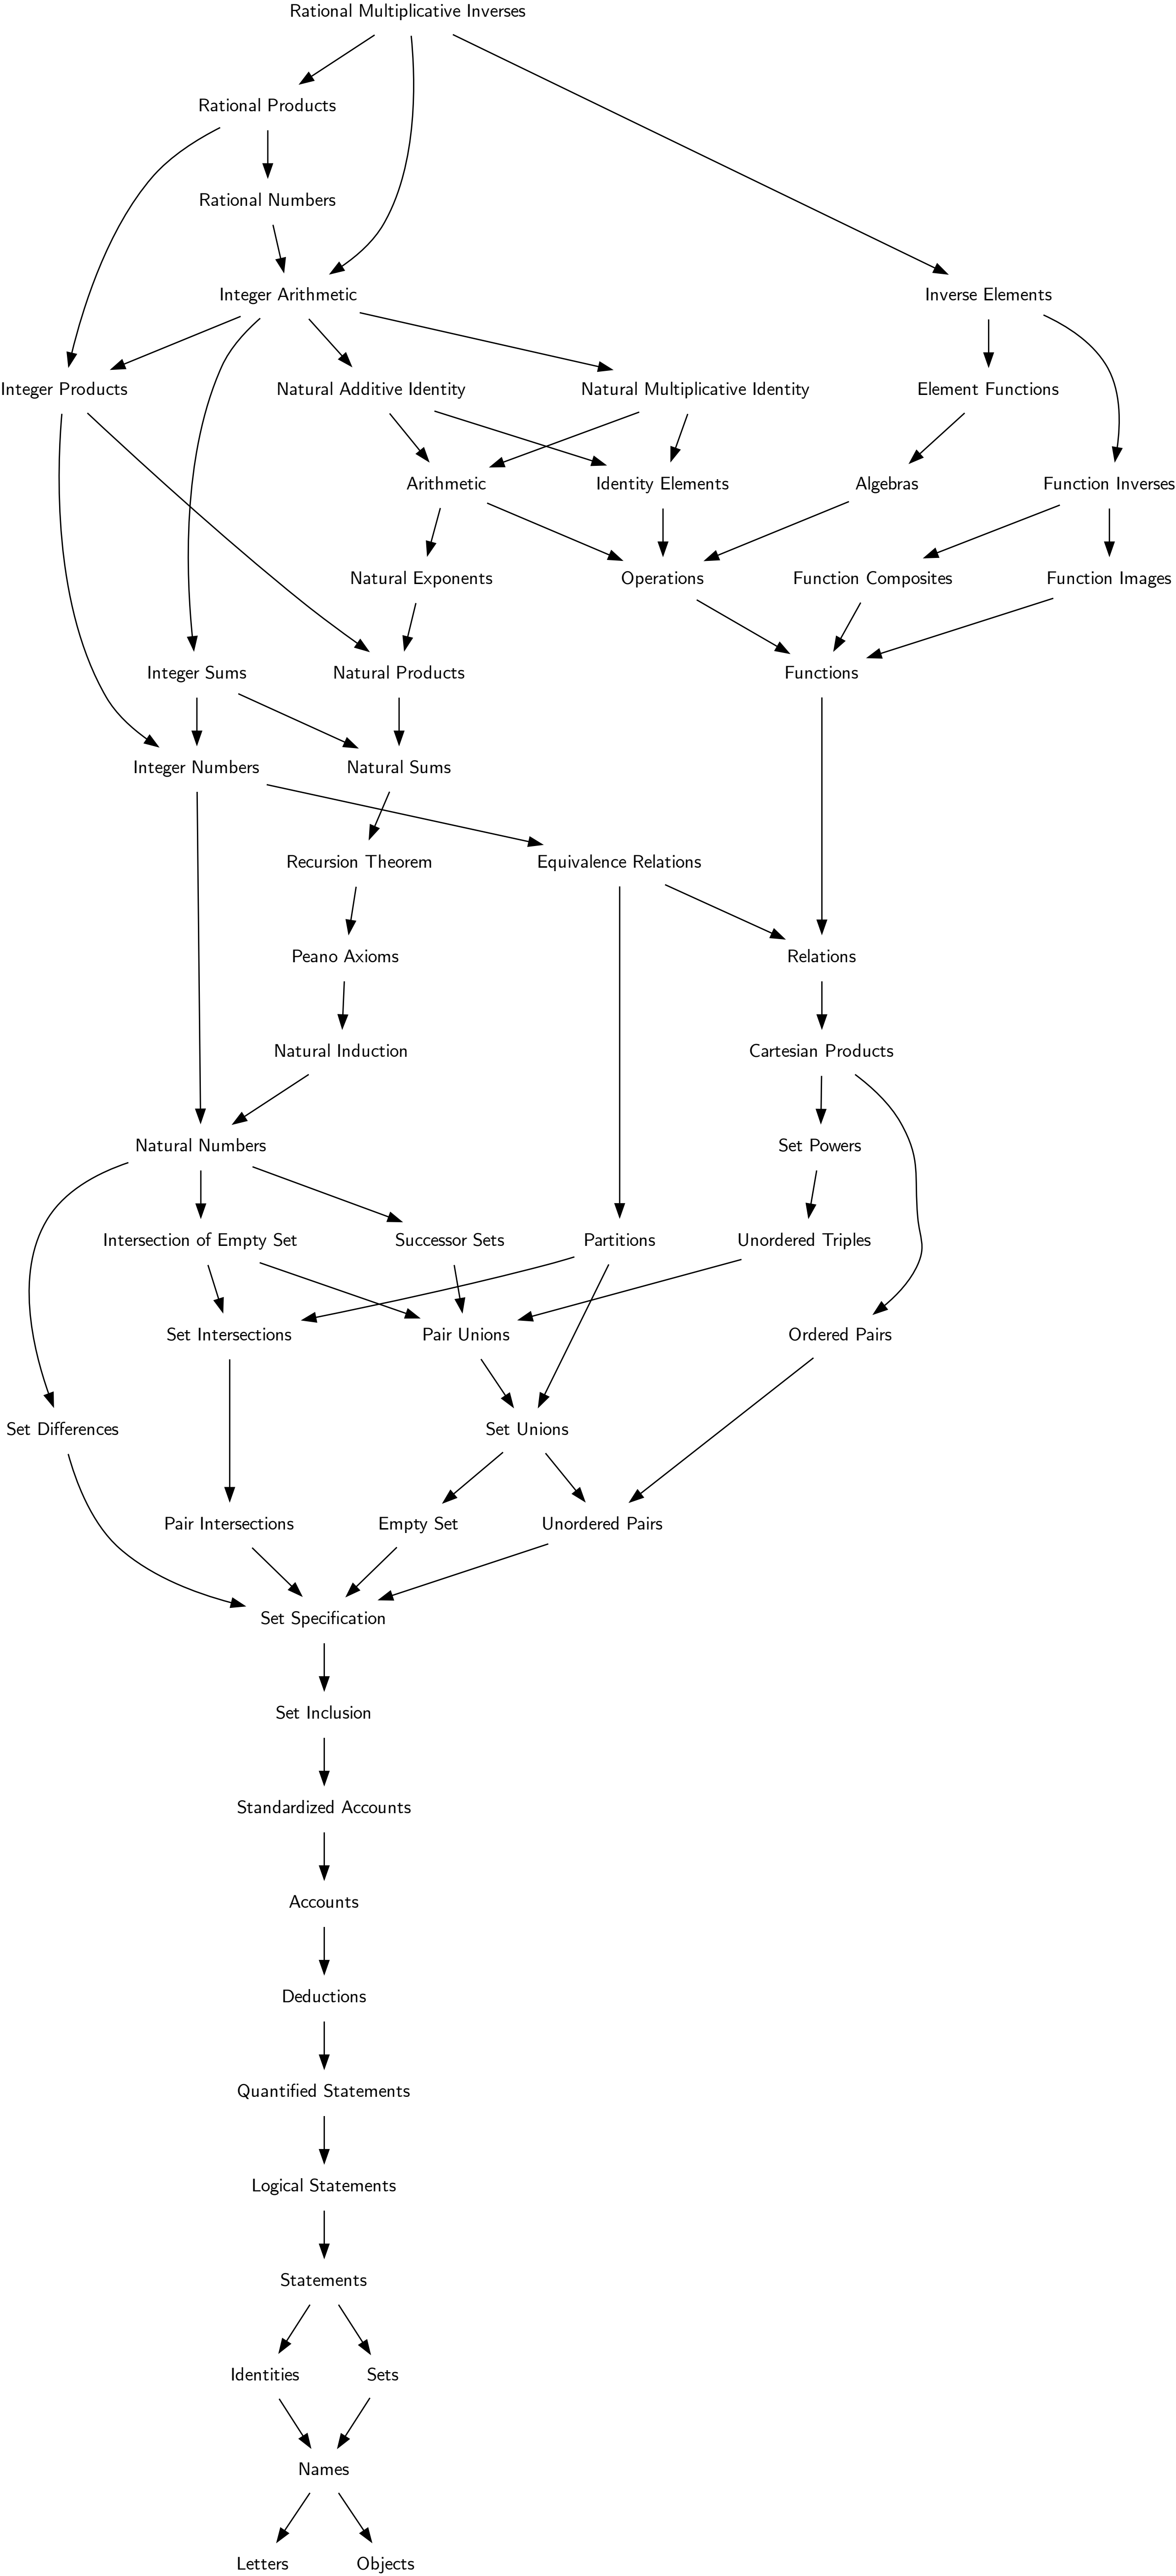 Rational Multiplicative Inverses
Rational Products
Rational Numbers
Integer Arithmetic
Inverse Elements
Integer Products
Natural Additive Identity
Natural Multiplicative Identity
Element Functions
Arithmetic
Identity Elements
Algebras
Function Inverses
Natural Exponents
Operations
Function Composites
Function Images
Integer Sums
Natural Products
Functions
Integer Numbers
Natural Sums
Recursion Theorem
Equivalence Relations
Peano Axioms
Relations
Natural Induction
Cartesian Products
Natural Numbers
Set Powers
Intersection of Empty Set
Successor Sets
Partitions
Unordered Triples
Set Intersections
Pair Unions
Ordered Pairs
Set Differences
Set Unions
Pair Intersections
Empty Set
Unordered Pairs
Set Specification
Set Inclusion
Standardized Accounts
Accounts
Deductions
Quantified Statements
Logical Statements
Statements
Identities
Sets
Names
Letters
Objects